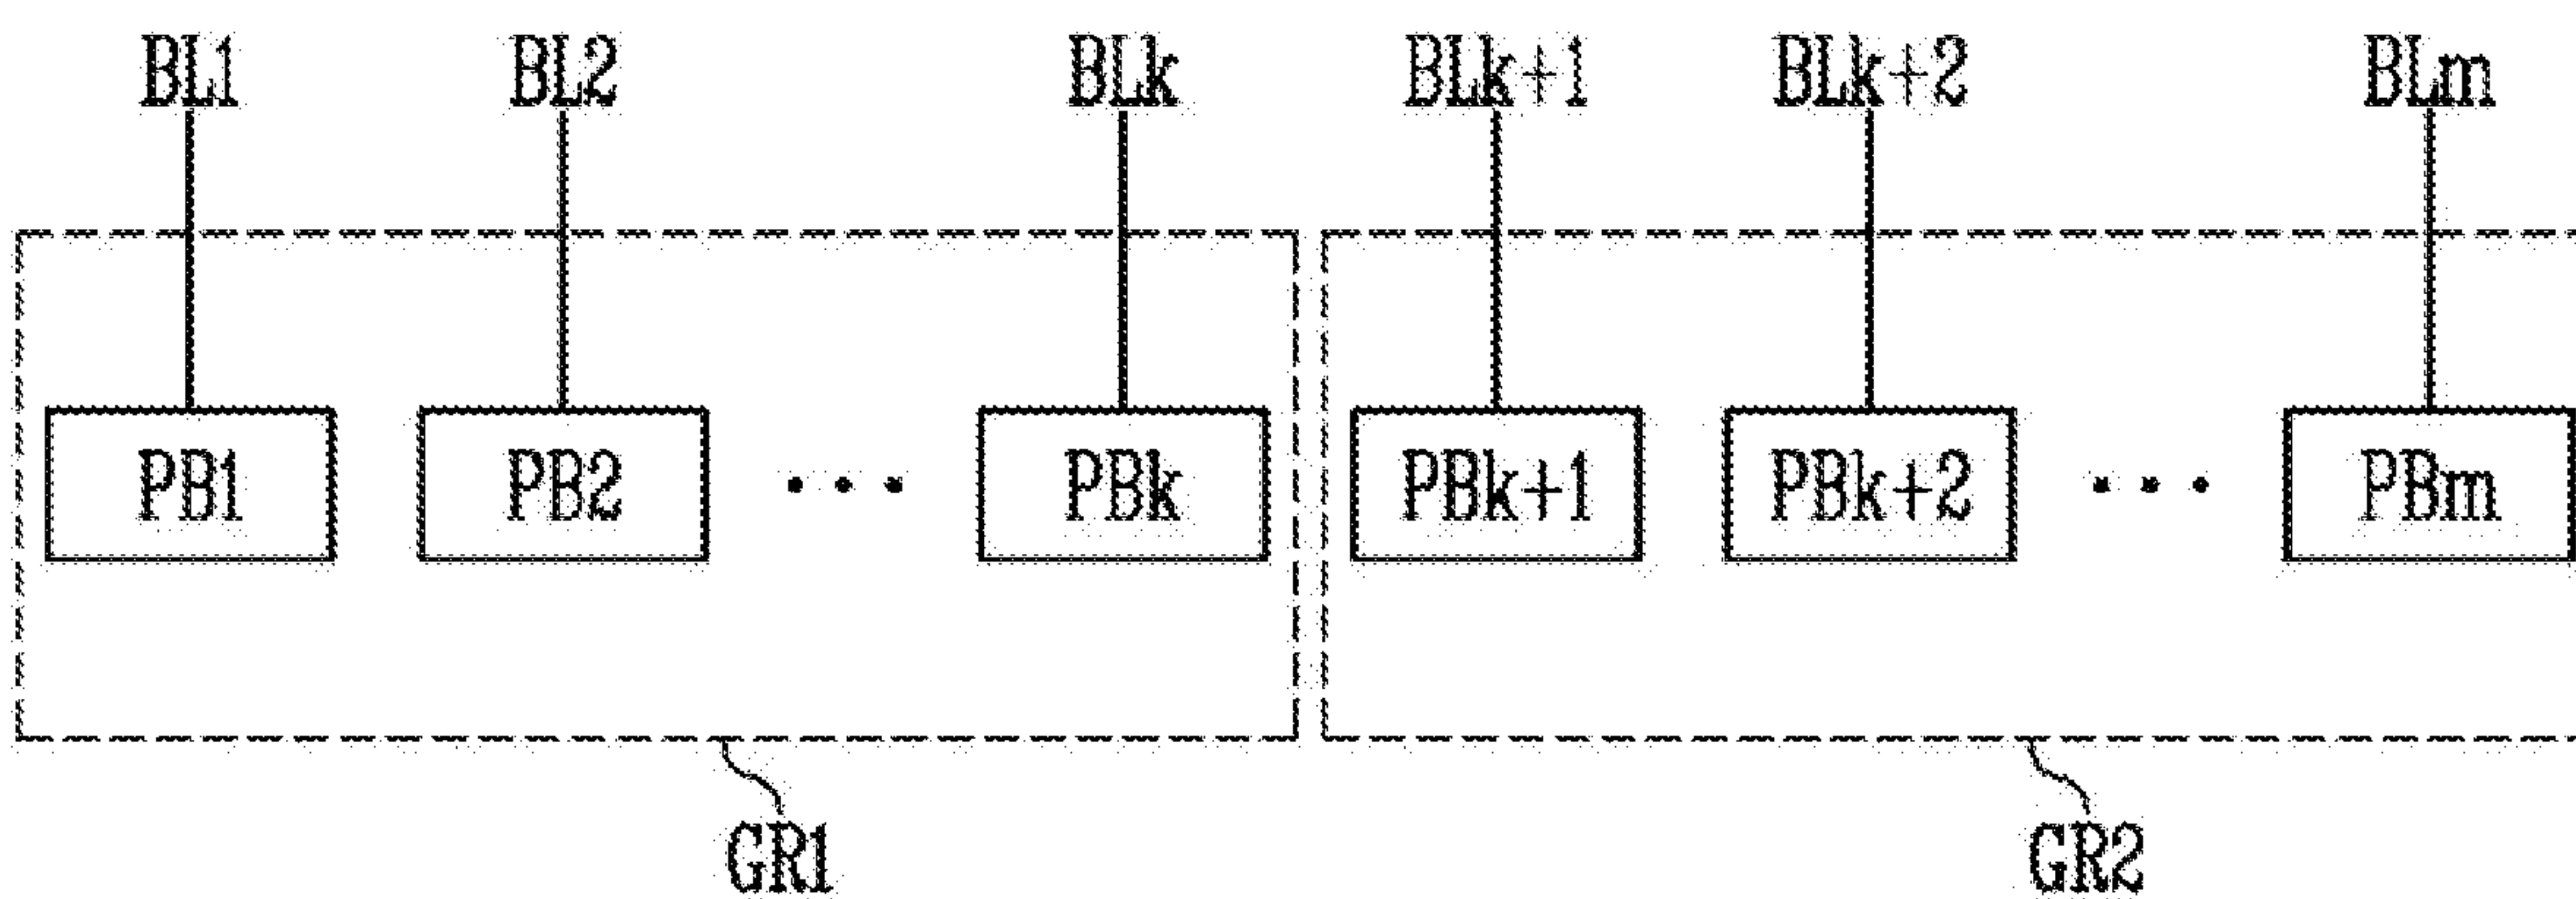 BL1 BL2 BLk BLk+1 BLk+2 BLm
PB1 PB2 ... PBk PBk+1 PBk+2 ... PBm
GR1 GR2